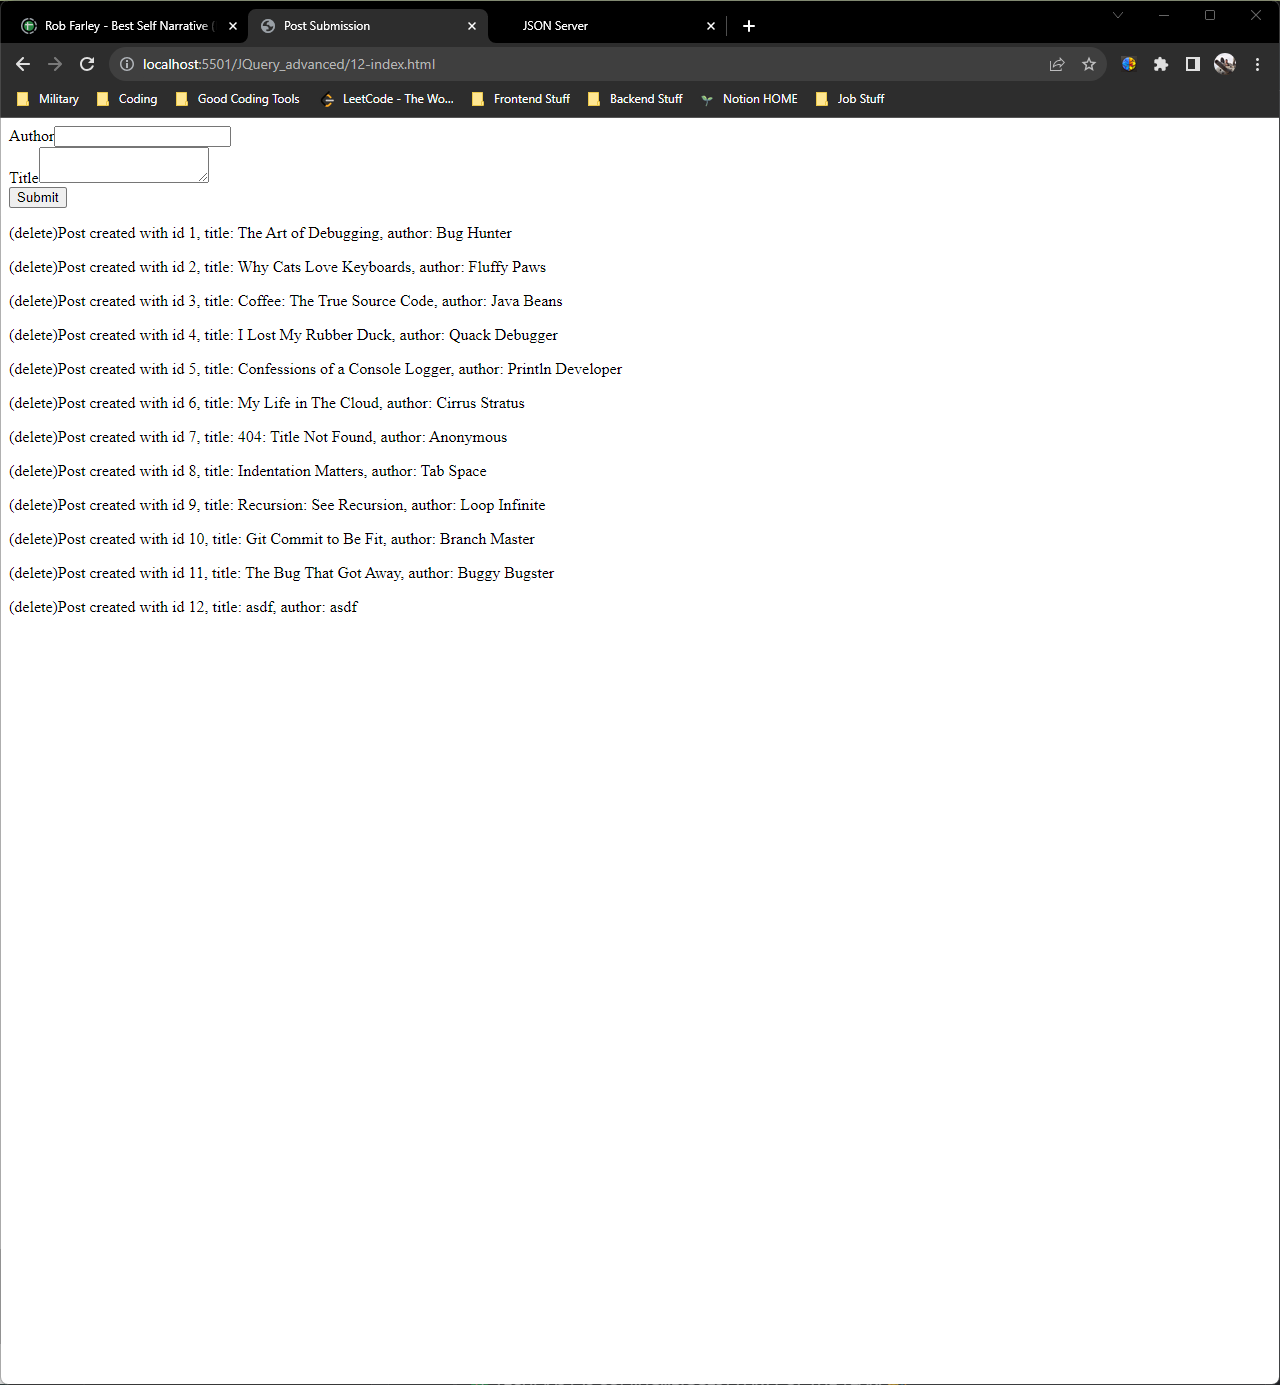 Rob Farley - Best Self Narrative (
Post Submission
JSON Server
localhost:5501/JQuery_advanced/12-index.html
Military Coding Good Coding Tools LeetCode - The Wo... Frontend Stuff Backend Stuff Notion HOME Job Stuff
Author
Title
Submit
(delete)Post created with id 1, title: The Art of Debugging, author: Bug Hunter
(delete)Post created with id 2, title: Why Cats Love Keyboards, author: Fluffy Paws
(delete)Post created with id 3, title: Coffee: The True Source Code, author: Java Beans
(delete)Post created with id 4, title: I Lost My Rubber Duck, author: Quack Debugger
(delete)Post created with id 5, title: Confessions of a Console Logger, author: Println Developer
(delete)Post created with id 6, title: My Life in The Cloud, author: Cirrus Stratus
(delete)Post created with id 7, title: 404: Title Not Found, author: Anonymous
(delete)Post created with id 8, title: Indentation Matters, author: Tab Space
(delete)Post created with id 9, title: Recursion: See Recursion, author: Loop Infinite
(delete)Post created with id 10, title: Git Commit to Be Fit, author: Branch Master
(delete)Post created with id 11, title: The Bug That Got Away, author: Buggy Bugster
(delete)Post created with id 12, title: asdf, author: asdf